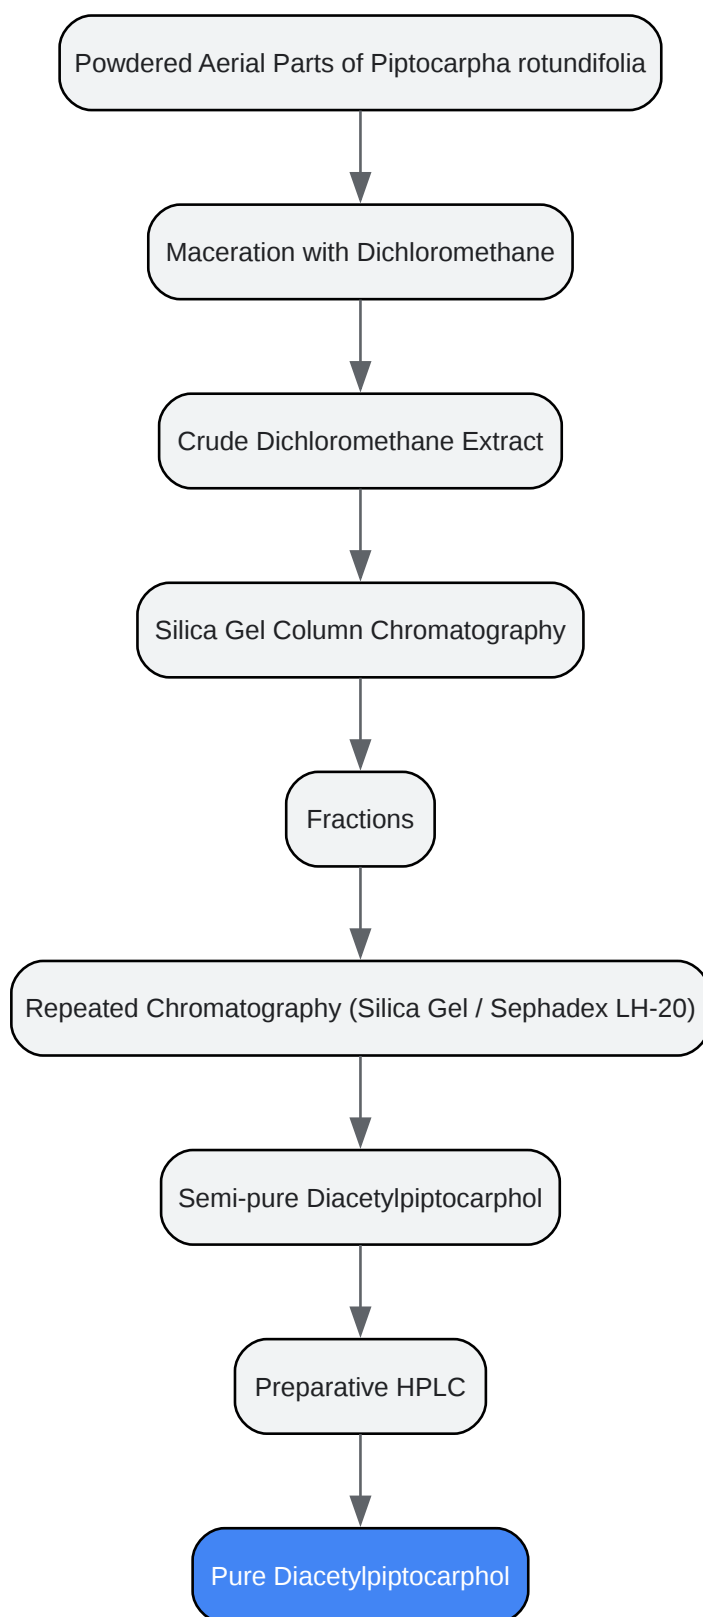 Powdered Aerial Parts of Piptocarpha rotundifolia
Maceration with Dichloromethane
Crude Dichloromethane Extract
Silica Gel Column Chromatography
Fractions
Repeated Chromatography (Silica Gel / Sephadex LH-20)
Semi-pure Diacetylpiptocarphol
Preparative HPLC
Pure Diacetylpiptocarphol